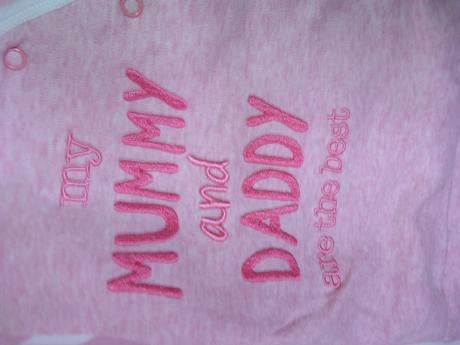 my
MUMMY
and
DADDY
are the best